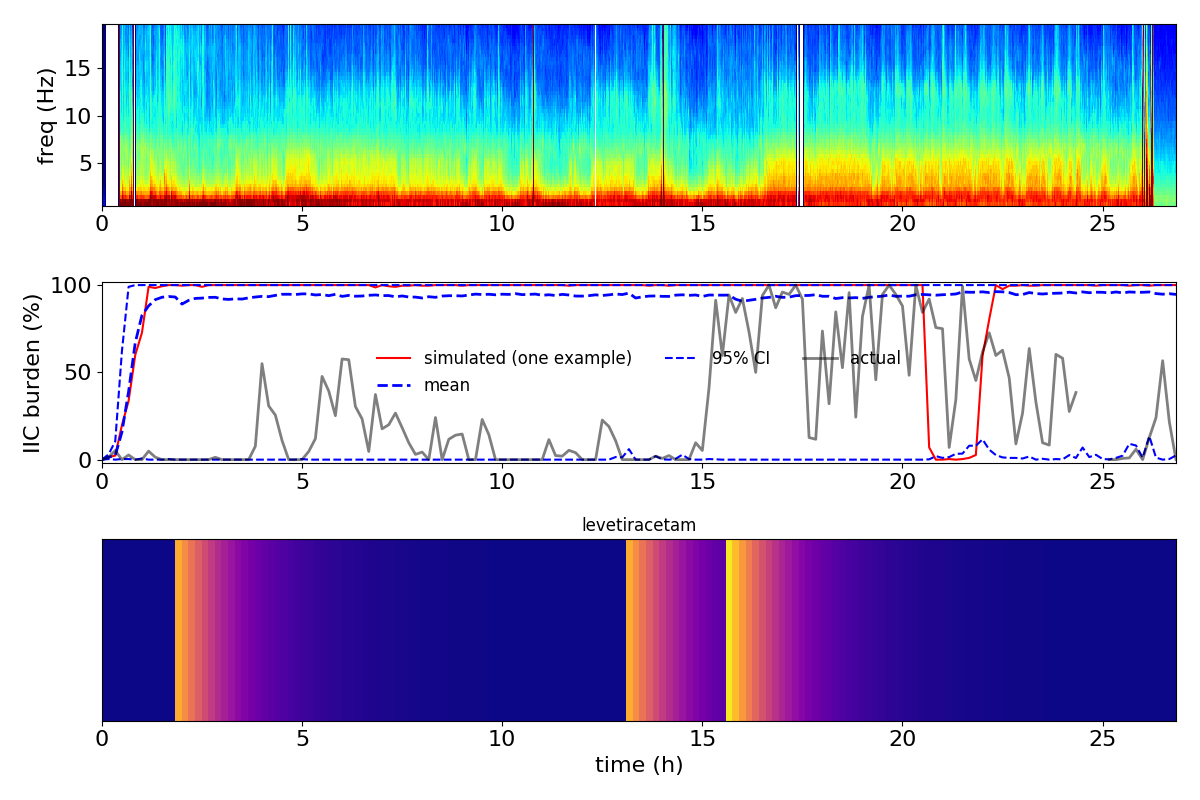 15
10
5
freq (Hz)
0 5 10 15 20 25
100
50
0
IIC burden (%)
simulated (one example)
mean
95% CI
actual
0 5 10 15 20 25
levetiracetam
0 5 10 15 20 25
time (h)